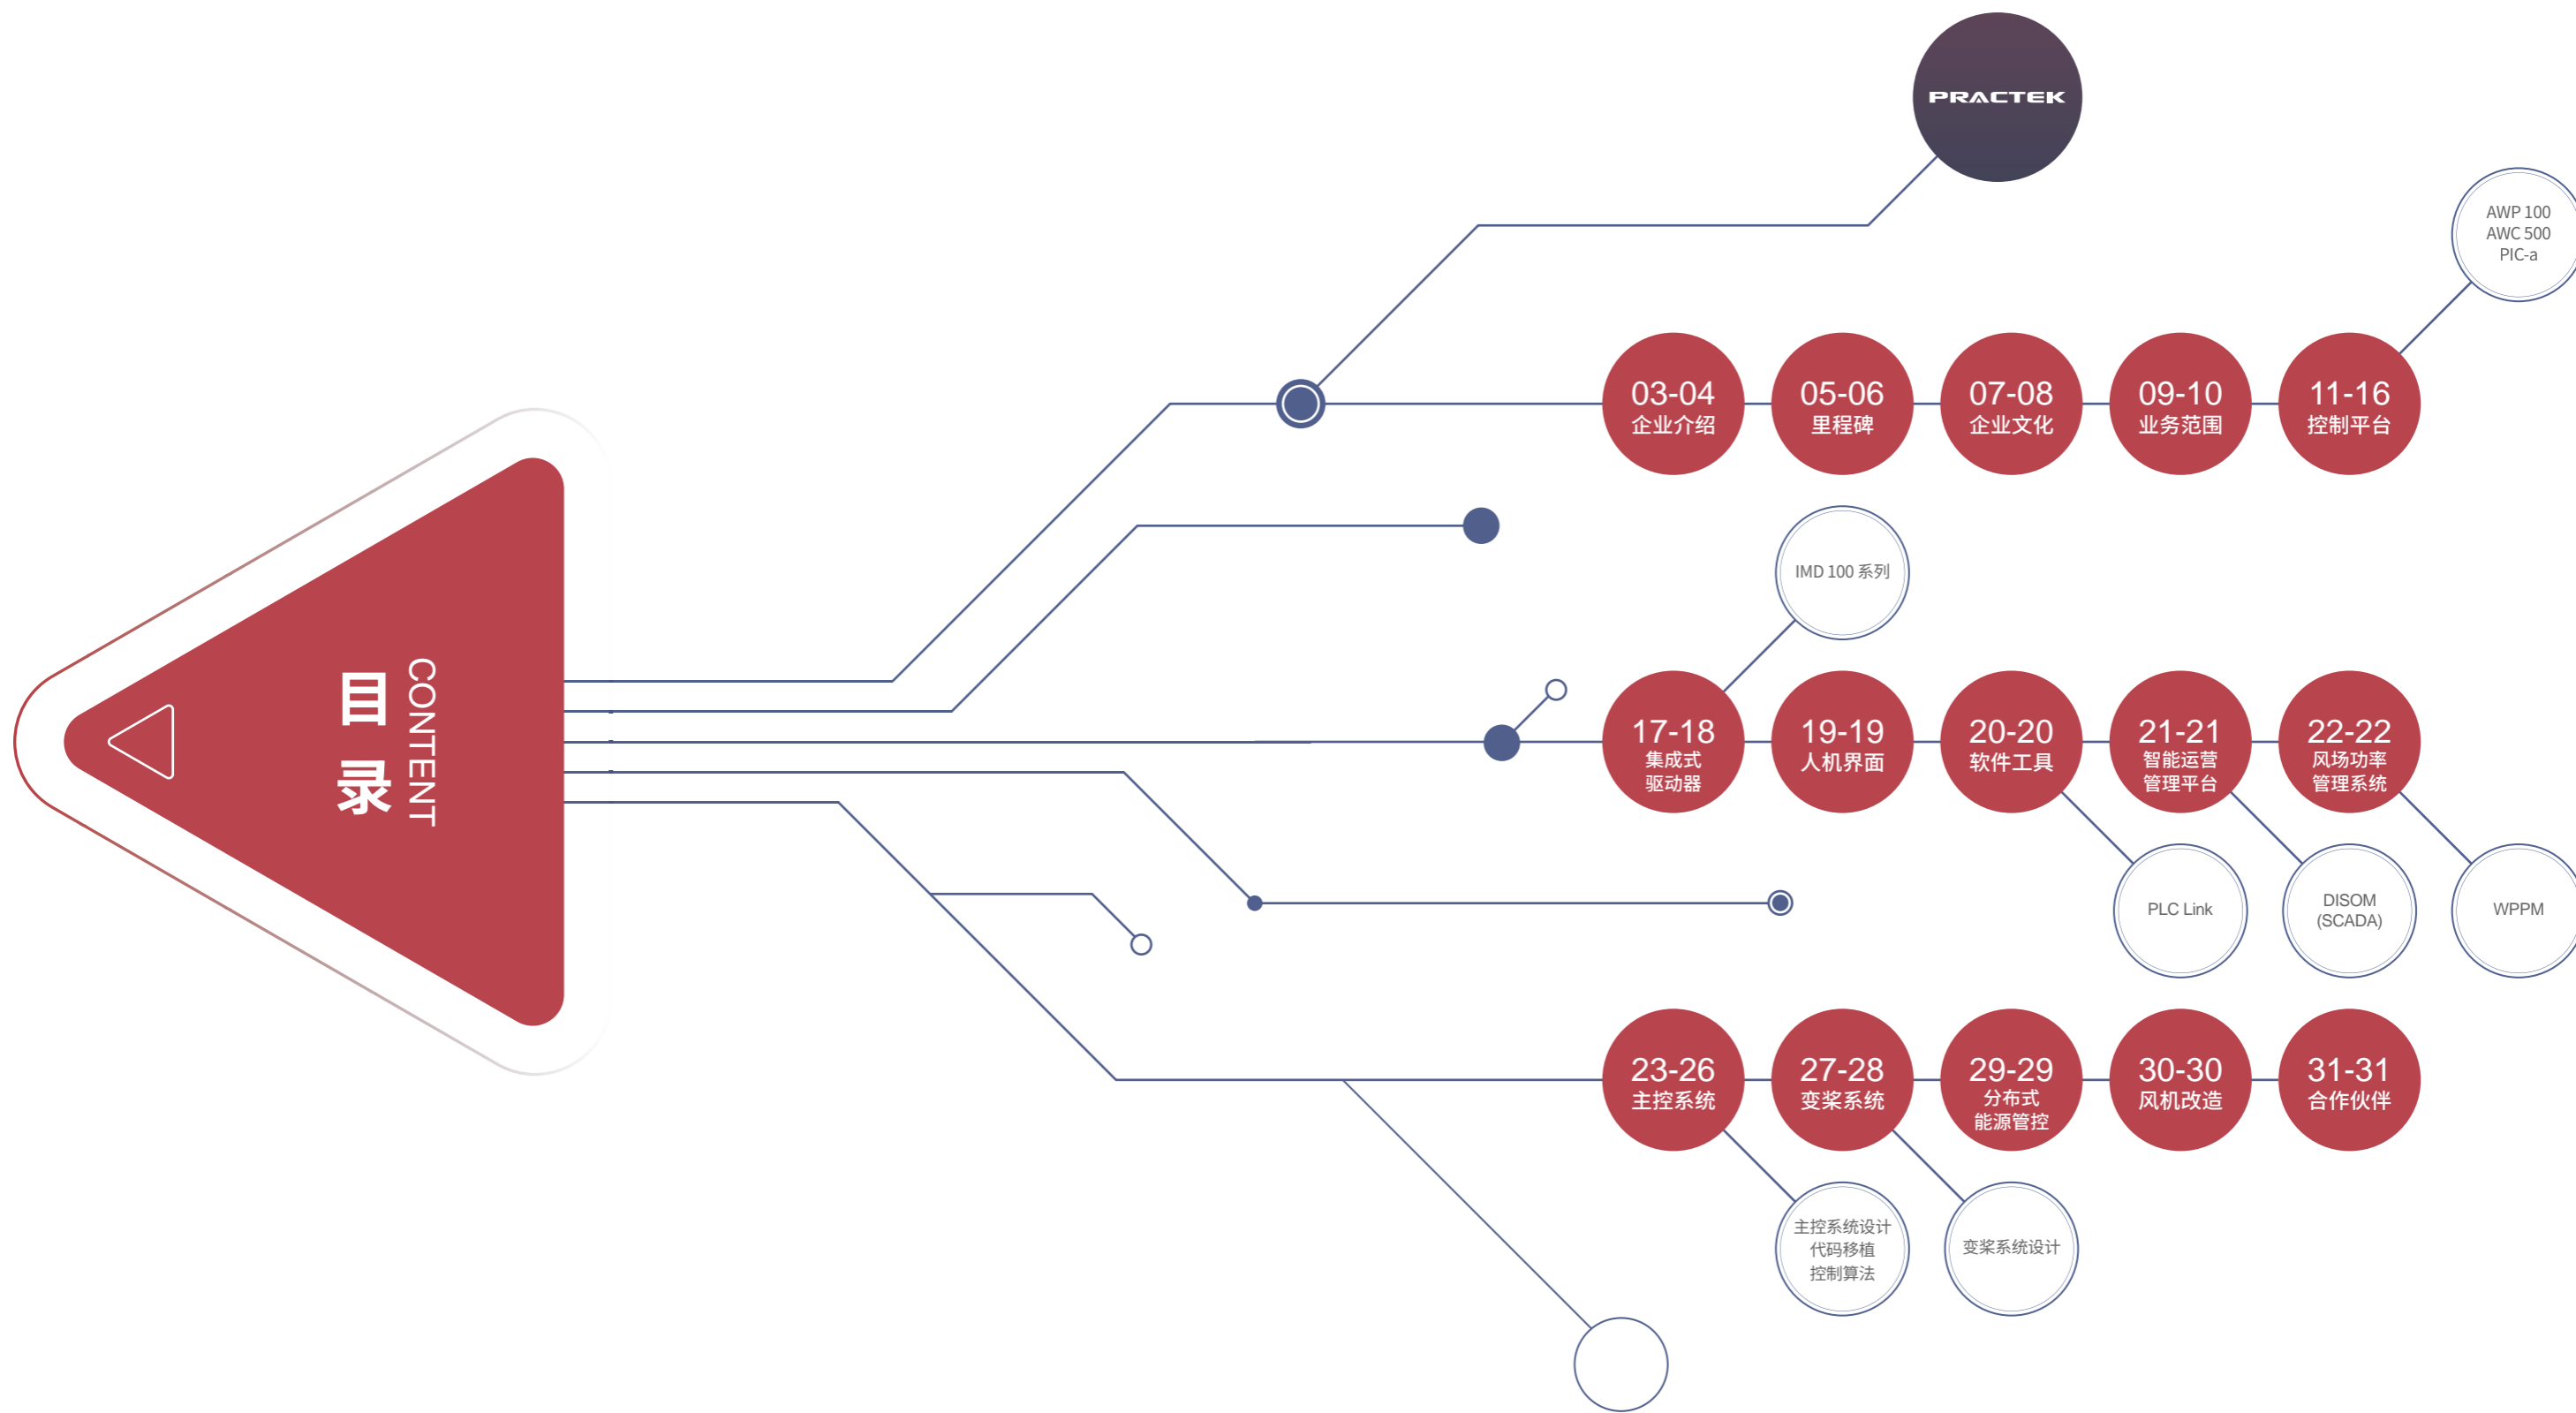 目录
CONTENT
PRACTEK
03-04
企业介绍
05-06
里程碑
07-08
企业文化
09-10
业务范围
11-16
控制平台
AWP 100
AWC 500
PIC-a
17-18
集成式
驱动器
IMD 100 系列
19-19
人机界面
20-20
软件工具
PLC Link
21-21
智能运营
管理平台
DISOM
(SCADA)
22-22
风场功率
管理系统
WPPM
23-26
主控系统
主控系统设计
代码移植
控制算法
27-28
变桨系统
变桨系统设计
29-29
分布式
能源管控
30-30
风机改造
31-31
合作伙伴